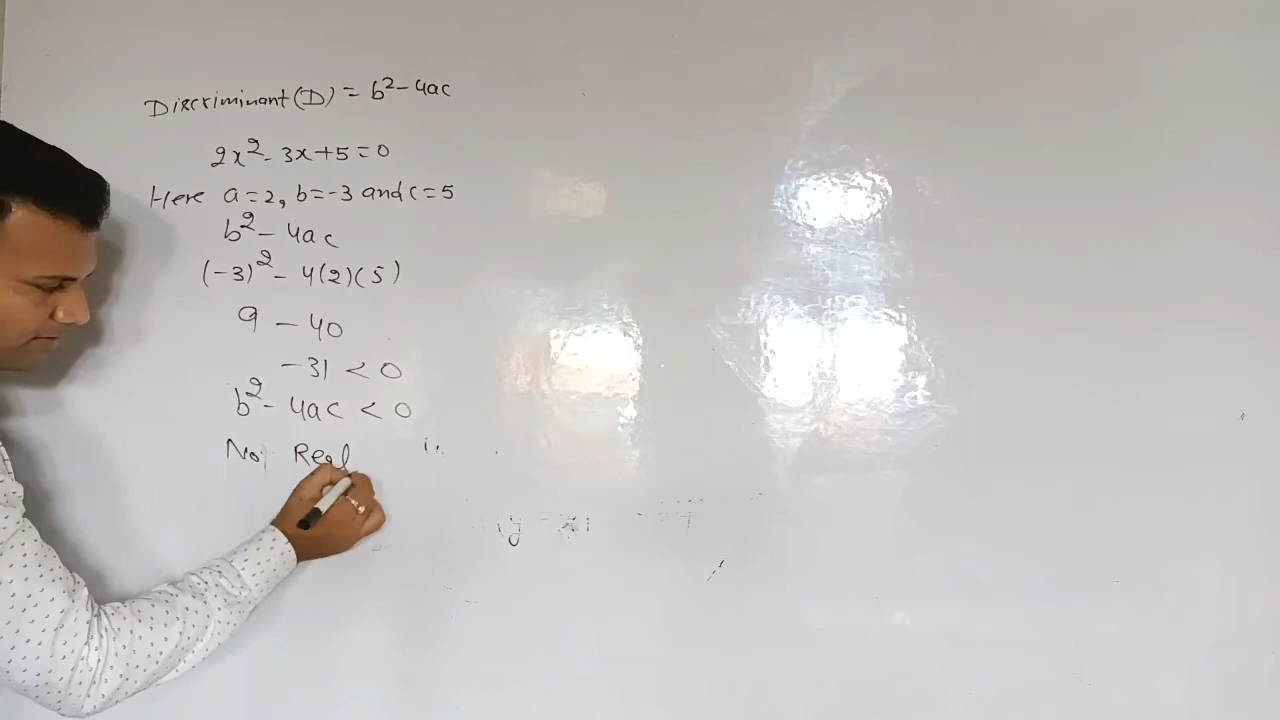 Discriminant (D) = b² - 4ac
2x² - 3x + 5 = 0
Here a = 2, b = -3 and c = 5
b² - 4ac
(-3)² - 4(2)(5)
9 - 40
-31 < 0
b² - 4ac < 0
No Real